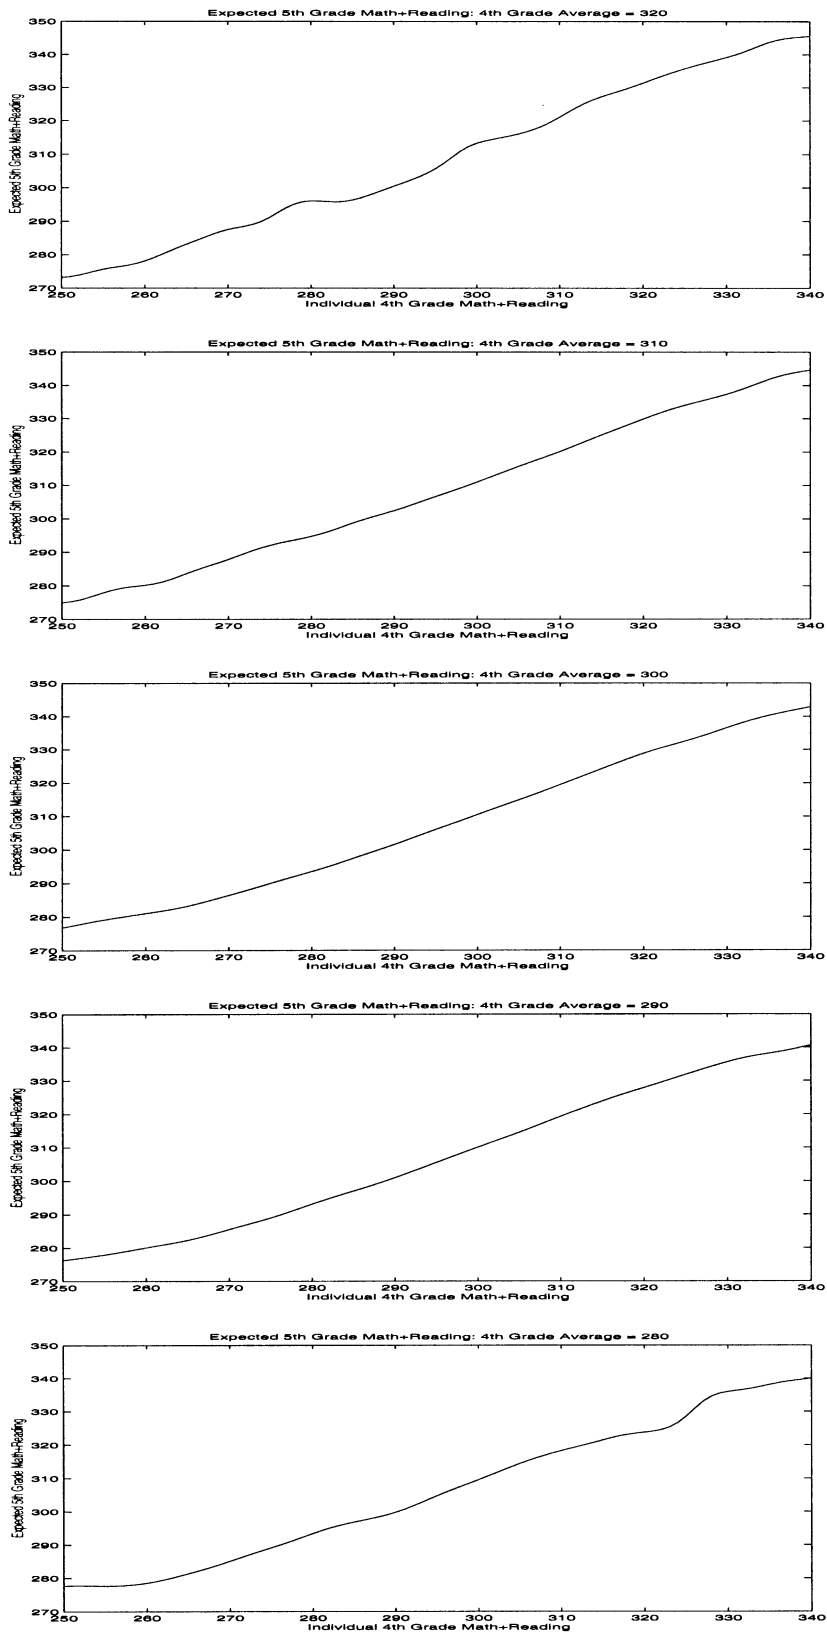 Expected 5th Grade Math+Reading: 4th Grade Average = 320
Expected 5th Grade Math+Reading
350
340
330
320
310
300
290
280
270
250 260 270 280 290 300 310 320 330 340
Individual 4th Grade Math+Reading
Expected 5th Grade Math+Reading: 4th Grade Average = 310
Expected 5th Grade Math+Reading
350
340
330
320
310
300
290
280
270
250 260 270 280 290 300 310 320 330 340
Individual 4th Grade Math+Reading
Expected 5th Grade Math+Reading: 4th Grade Average = 300
Expected 5th Grade Math+Reading
350
340
330
320
310
300
290
280
270
250 260 270 280 290 300 310 320 330 340
Individual 4th Grade Math+Reading
Expected 5th Grade Math+Reading: 4th Grade Average = 290
Expected 5th Grade Math+Reading
350
340
330
320
310
300
290
280
270
250 260 270 280 290 300 310 320 330 340
Individual 4th Grade Math+Reading
Expected 5th Grade Math+Reading: 4th Grade Average = 280
Expected 5th Grade Math+Reading
350
340
330
320
310
300
290
280
270
250 260 270 280 290 300 310 320 330 340
Individual 4th Grade Math+Reading